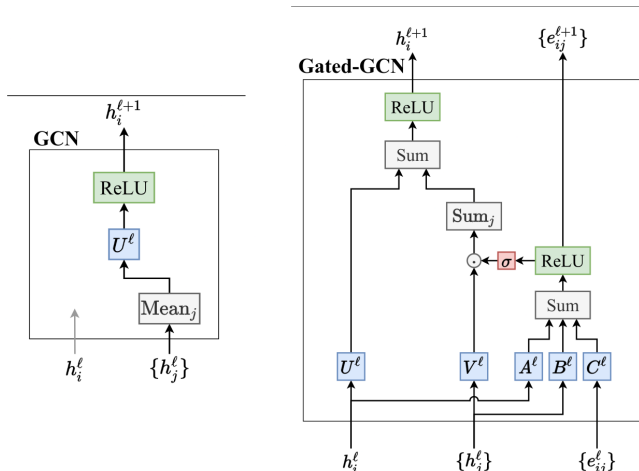 GCN
h_i^{ℓ+1}
ReLU
U^ℓ
Mean_j
h_i^ℓ
{h_j^ℓ}
Gated-GCN
h_i^{ℓ+1}
{e_{ij}^{ℓ+1}}
ReLU
Sum
Sum_j
⊙ σ ReLU
Sum
U^ℓ V^ℓ A^ℓ B^ℓ C^ℓ
h_i^ℓ {h_j^ℓ} {e_{ij}^ℓ}